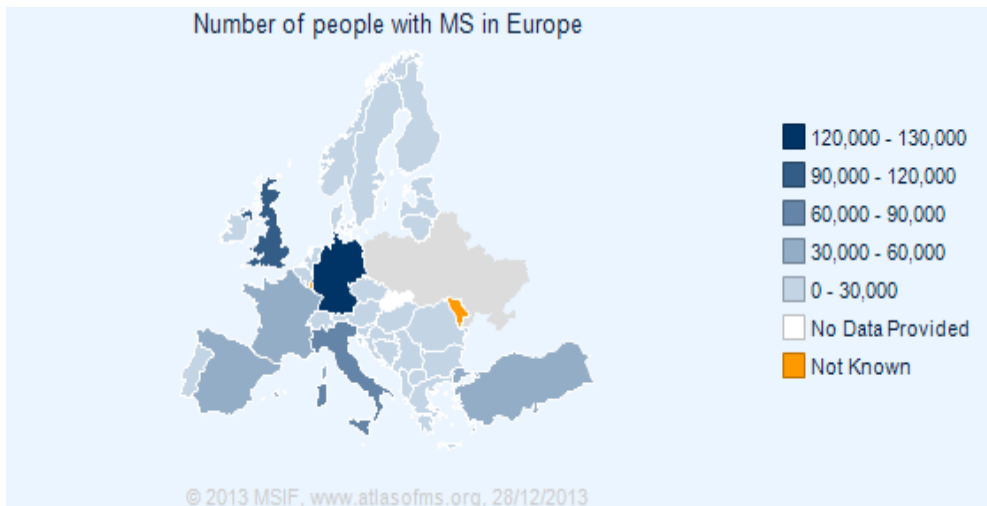 Number of people with MS in Europe
120,000 - 130,000
90,000 - 120,000
60,000 - 90,000
30,000 - 60,000
0 - 30,000
No Data Provided
Not Known
© 2013 MSIF, www.atlasofms.org, 28/12/2013